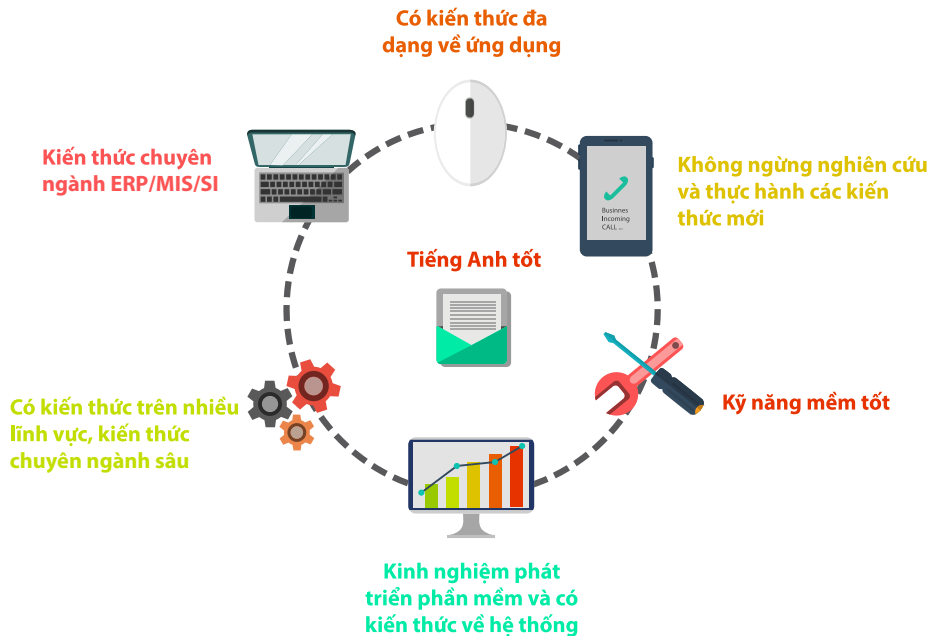 Có kiến thức đa
dạng về ứng dụng
Kiến thức chuyên
ngành ERP/MIS/SI
Không ngừng nghiên cứu
và thực hành các kiến
thức mới
Businnes
Incoming
CALL ...
Tiếng Anh tốt
Có kiến thức trên nhiều
lĩnh vực, kiến thức
chuyên ngành sâu
Kỹ năng mềm tốt
Kinh nghiệm phát
triển phần mềm và có
kiến thức về hệ thống